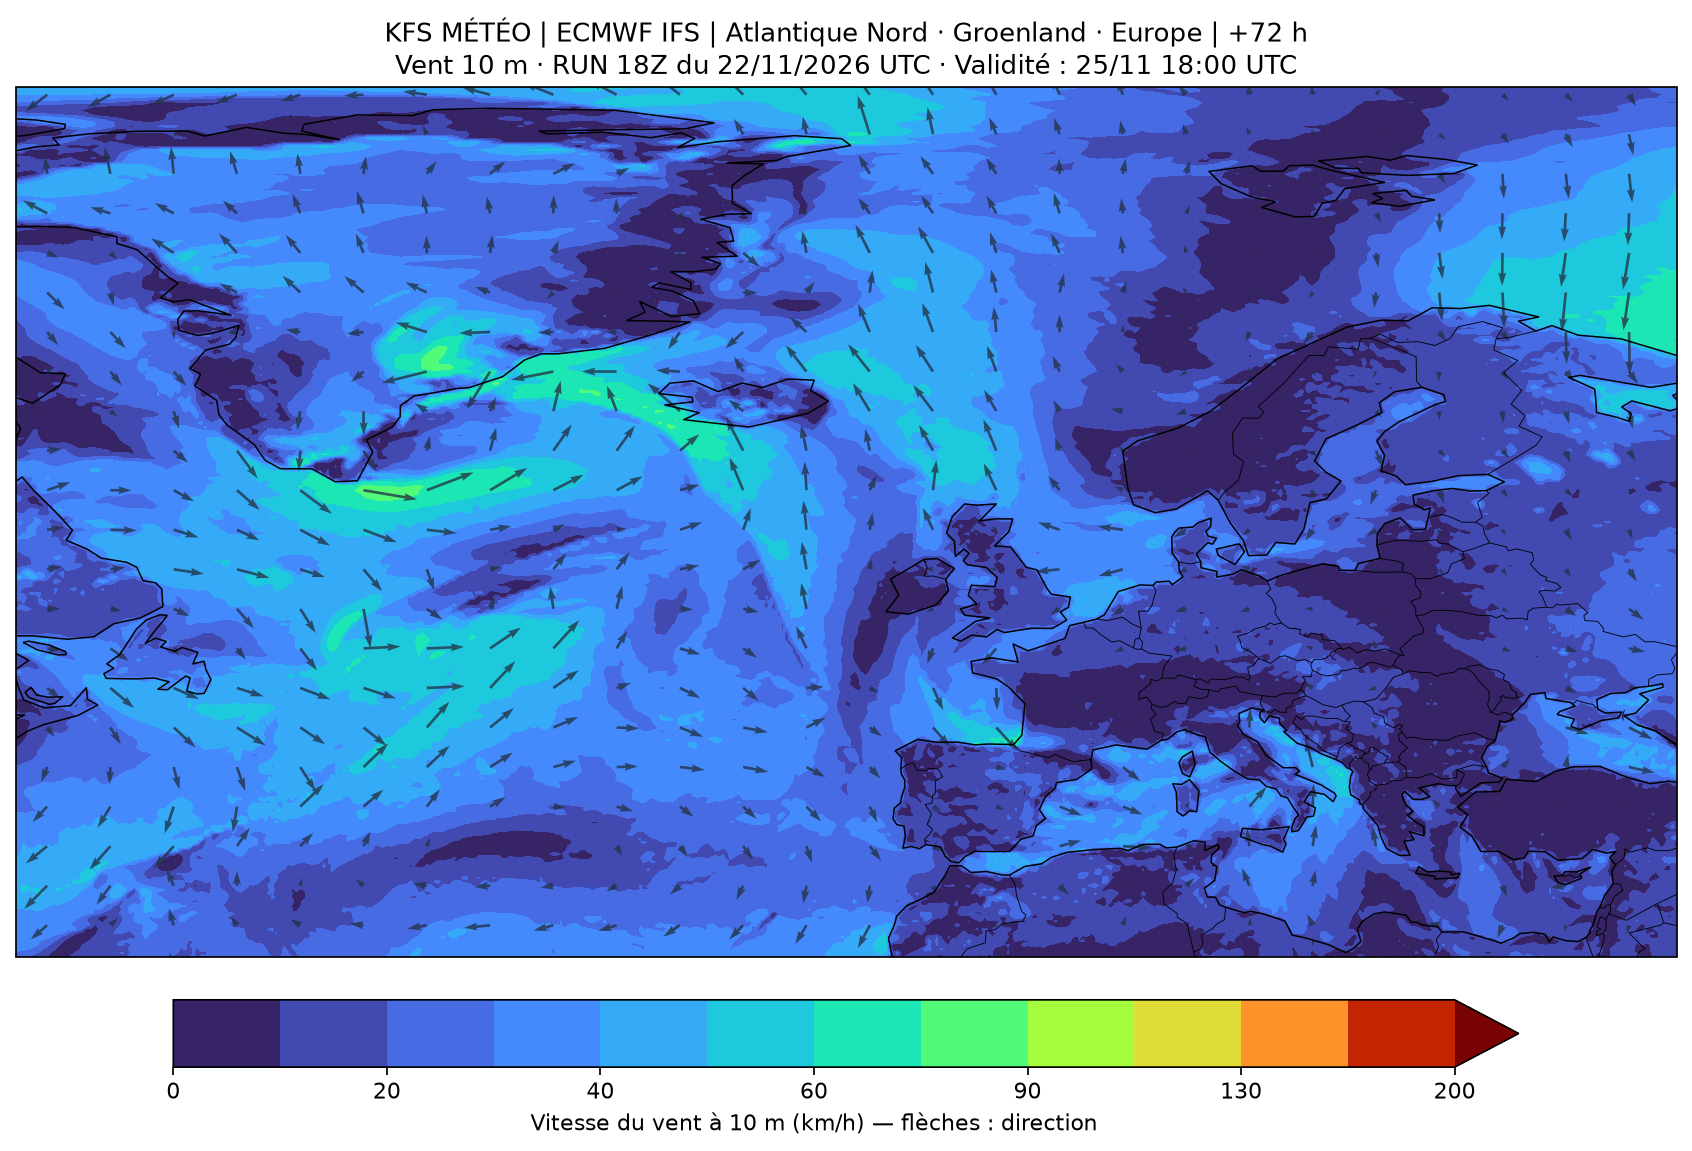 KFS MÉTÉO | ECMWF IFS | Atlantique Nord · Groenland · Europe | +72 h
Vent 10 m · RUN 18Z du 22/11/2026 UTC · Validité : 25/11 18:00 UTC
0 20 40 60 90 130 200
Vitesse du vent à 10 m (km/h) — flèches : direction